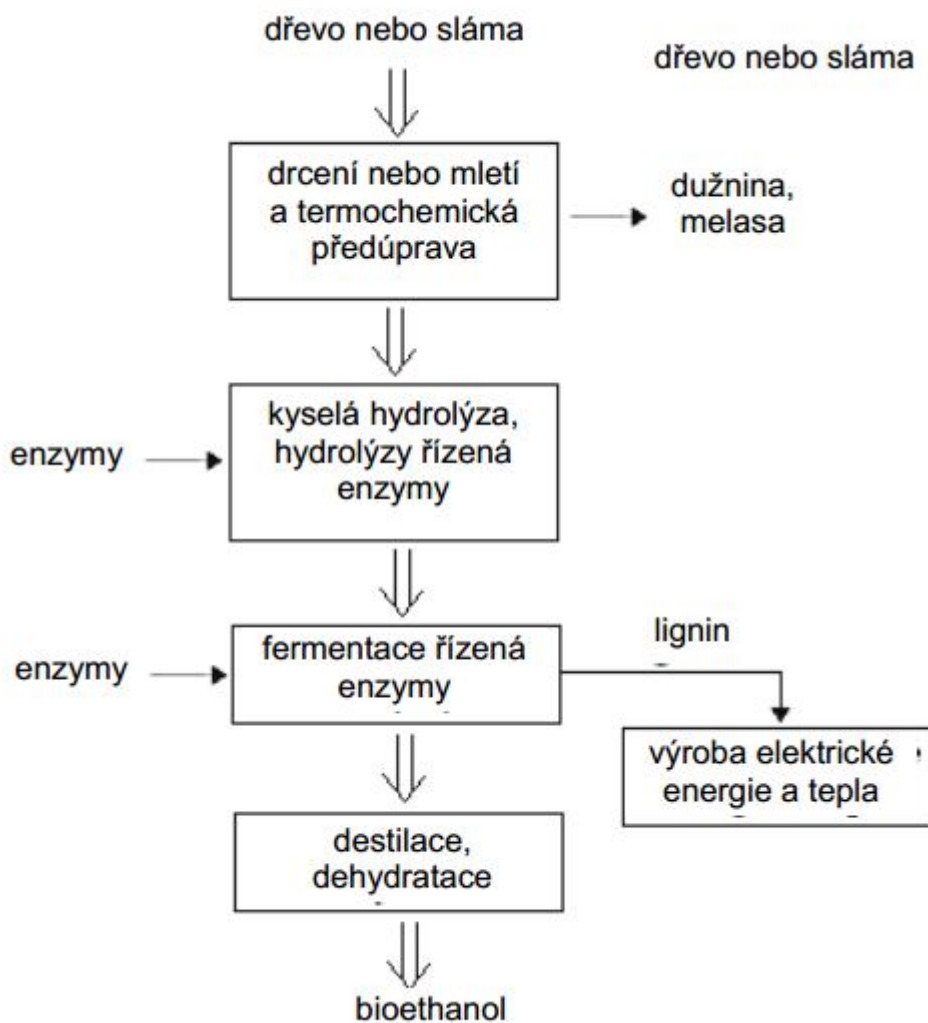 dřevo nebo sláma
dřevo nebo sláma
drcení nebo mletí
a termochemická
předúprava
dužnina,
melasa
kyselá hydrolýza,
hydrolýzy řízená
enzymy
enzymy
fermentace řízená
enzymy
enzymy
lignin
výroba elektrické
energie a tepla
destilace,
dehydratace
bioethanol